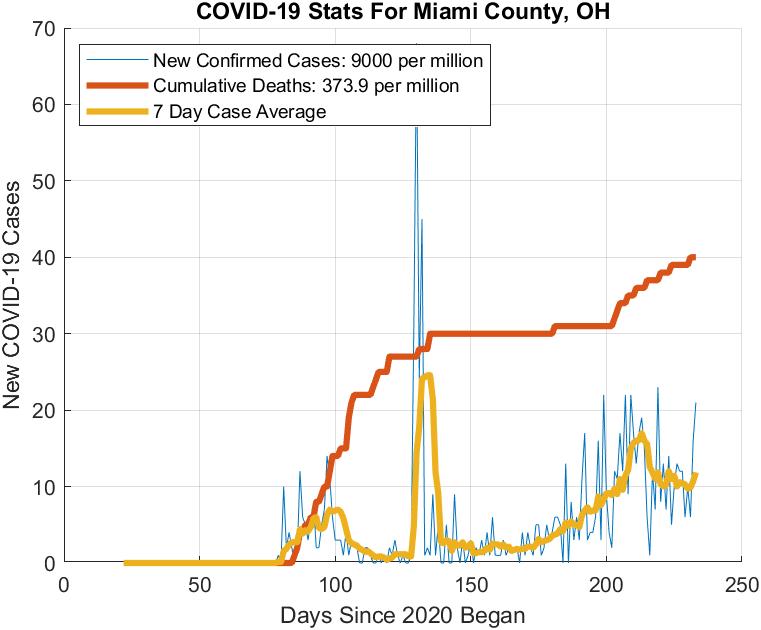 COVID-19 Stats For Miami County, OH
New Confirmed Cases: 9000 per million
Cumulative Deaths: 373.9 per million
7 Day Case Average
New COVID-19 Cases
70
60
50
40
30
20
10
0
0 50 100 150 200 250
Days Since 2020 Began